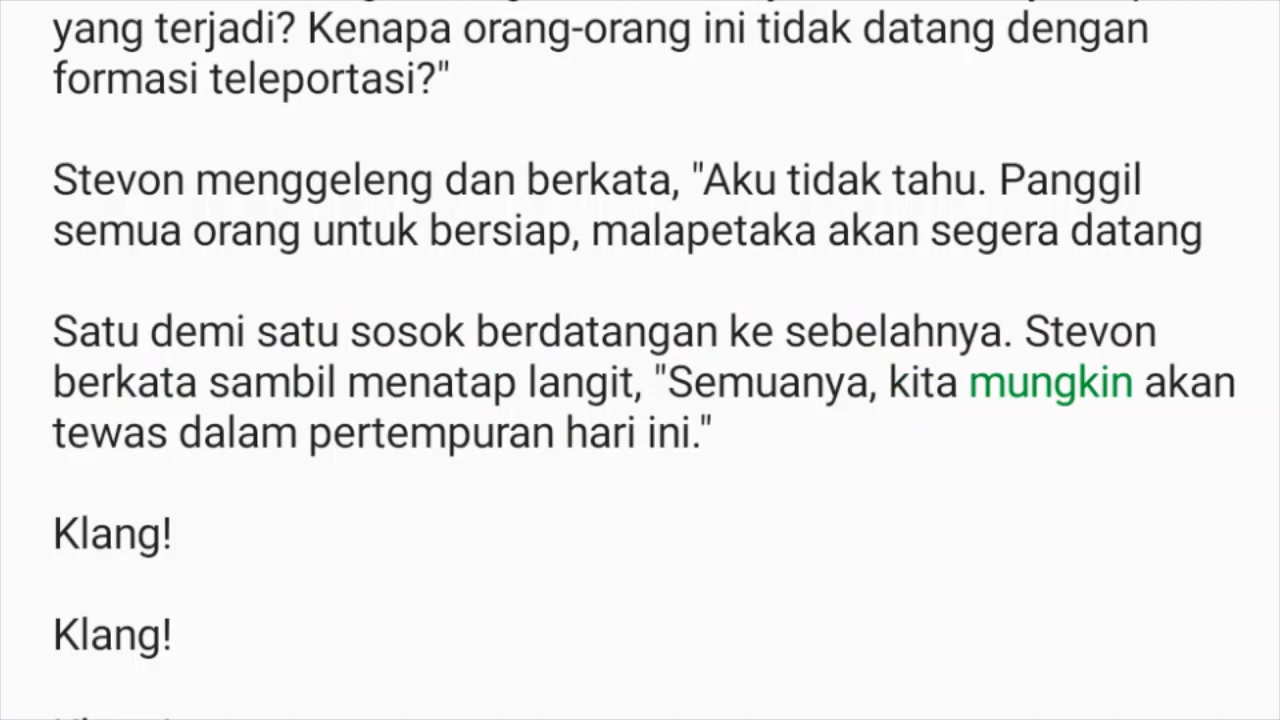 yang terjadi? Kenapa orang-orang ini tidak datang dengan
formasi teleportasi?"
Stevon menggeleng dan berkata, "Aku tidak tahu. Panggil
semua orang untuk bersiap, malapetaka akan segera datang
Satu demi satu sosok berdatangan ke sebelahnya. Stevon
berkata sambil menatap langit, "Semuanya, kita mungkin akan
tewas dalam pertempuran hari ini."
Klang!
Klang!